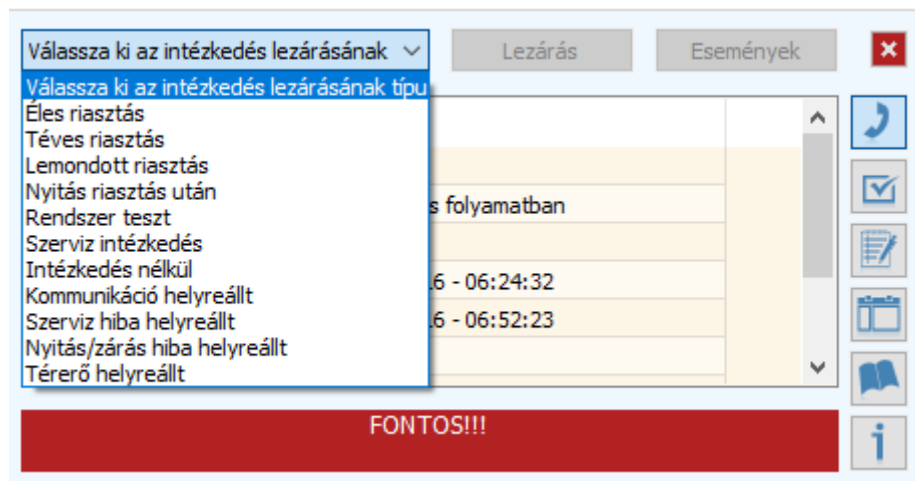 Válassza ki az intézkedés lezárásának
Lezárás
Események
Válassza ki az intézkedés lezárásának típu
Éles riasztás
Téves riasztás
Lemondott riasztás
Nyitás riasztás után
Rendszer teszt
Szerviz intézkedés
Intézkedés nélkül
Kommunikáció helyreállt
Szerviz hiba helyreállt
Nyitás/zárás hiba helyreállt
Térerő helyreállt
s folyamatban
.6 - 06:24:32
.6 - 06:52:23
FONTOS!!!